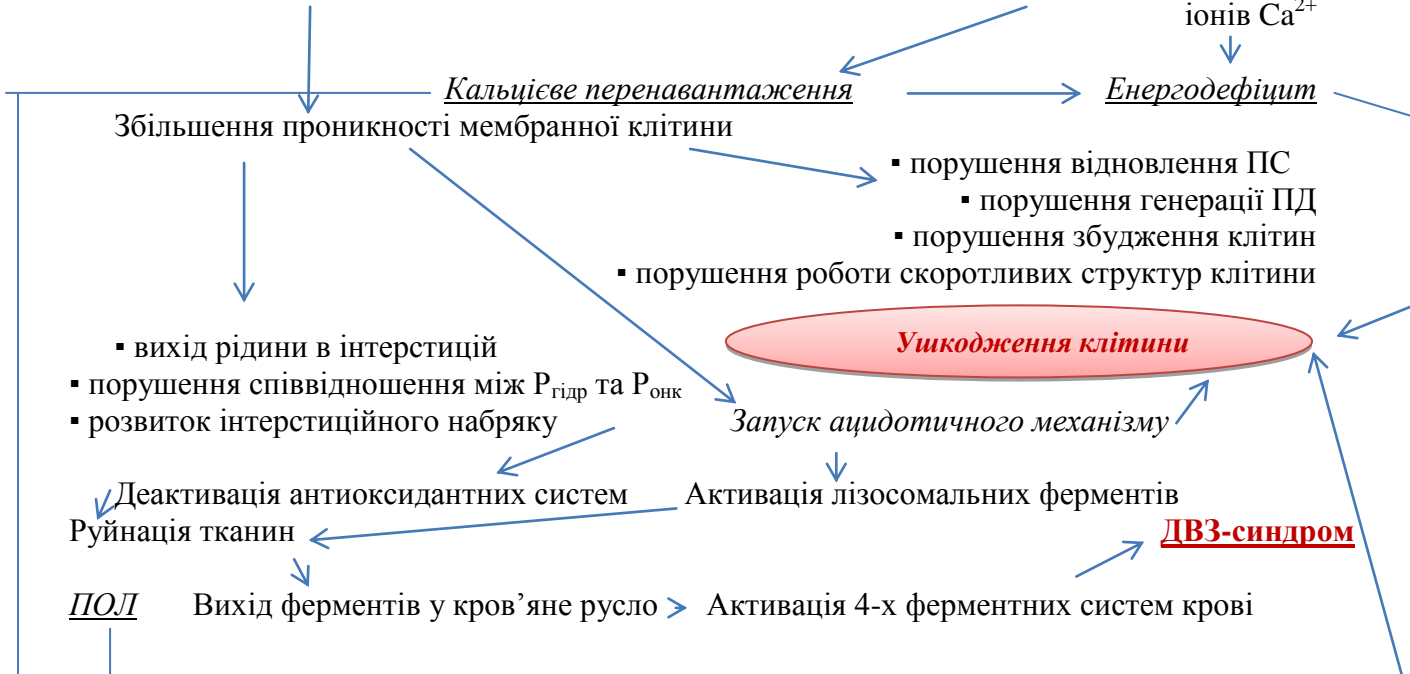 іонів Ca²⁺
Кальцієве перенавантаження Енергодефіцит
Збільшення проникності мембранної клітини
▪ порушення відновлення ПС
▪ порушення генерації ПД
▪ порушення збудження клітин
▪ порушення роботи скоротливих структур клітини
Ушкодження клітини
▪ вихід рідини в інтерстицій
▪ порушення співвідношення між Ргідр та Ронк
▪ розвиток інтерстиційного набряку
Запуск ацидотичного механізму
Деактивація антиоксидантних систем Активація лізосомальних ферментів
Руйнація тканин
ДВЗ-синдром
ПОЛ Вихід ферментів у кров’яне русло Активація 4-х ферментних систем крові